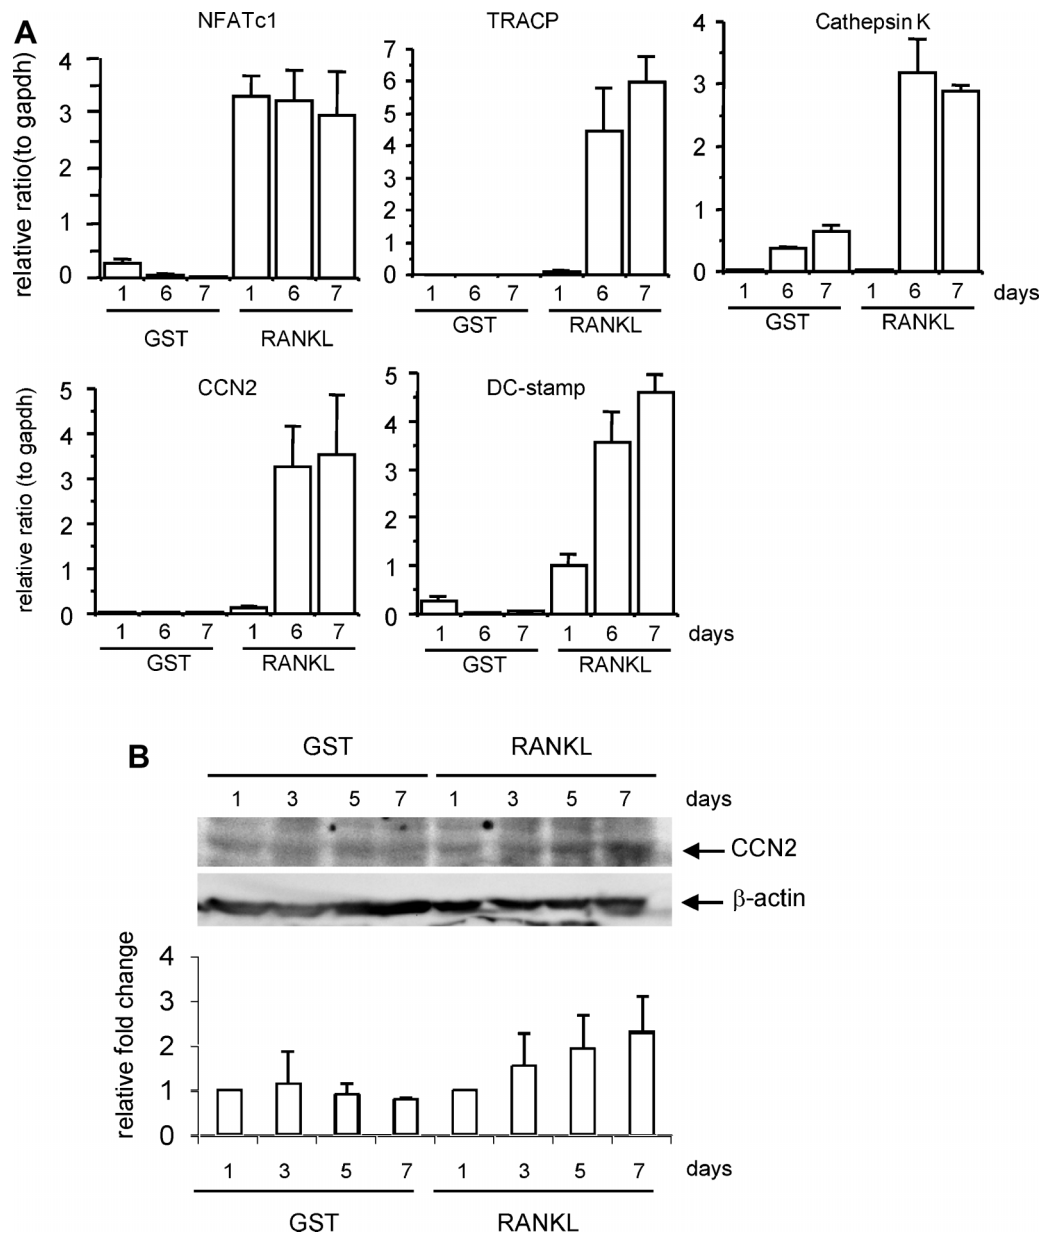 A
NFATc1
relative ratio(to gapdh)
4
3
2
1
0
1 6 7 1 6 7
GST RANKL
TRACP
7
6
5
4
3
2
1
0
1 6 7 1 6 7
GST RANKL
Cathepsin K
4
3
2
1
0
1 6 7 1 6 7 days
GST RANKL
CCN2
relative ratio (to gapdh)
5
4
3
2
1
0
1 6 7 1 6 7
GST RANKL
DC-stamp
5
4
3
2
1
0
1 6 7 1 6 7 days
GST RANKL
B
GST RANKL
1 3 5 7 1 3 5 7 days
CCN2
β-actin
relative fold change
4
3
2
1
0
1 3 5 7 1 3 5 7 days
GST RANKL